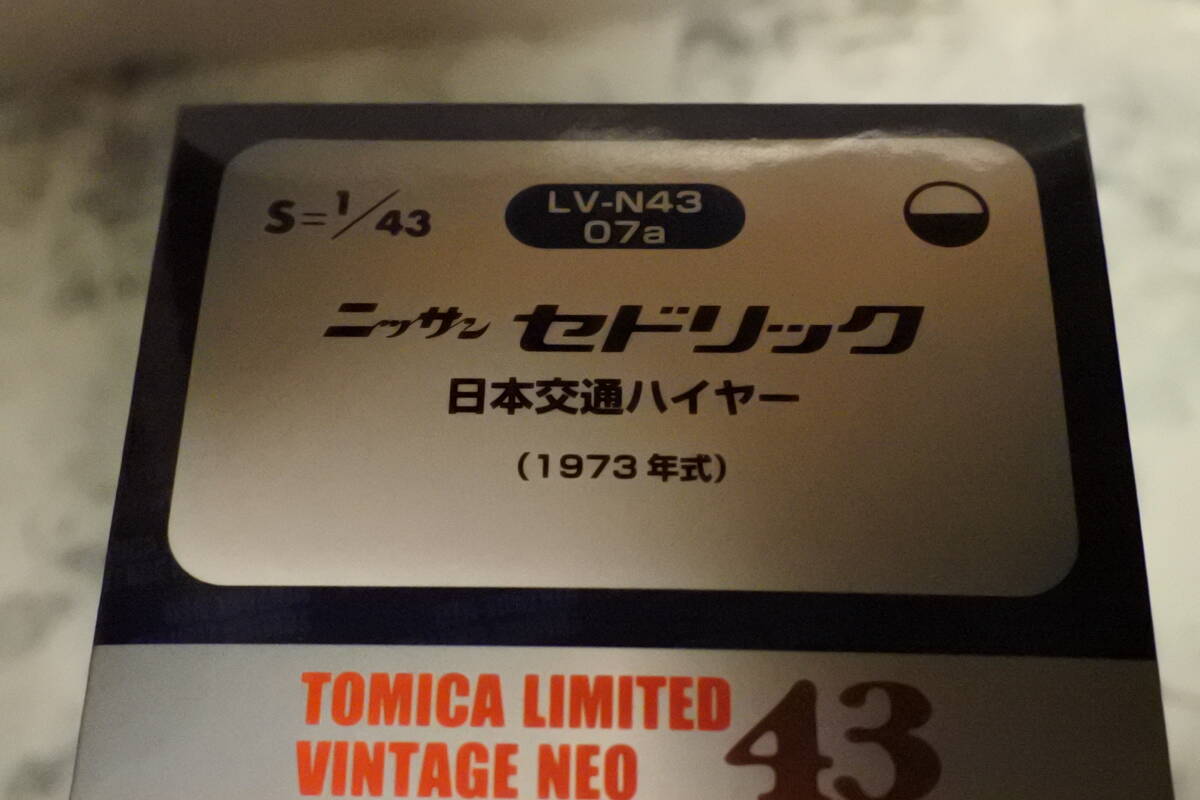 S=1/43
LV-N43
07a
ニッサン セドリック
日本交通ハイヤー
(1973年式)
TOMICA LIMITED
VINTAGE NEO 43